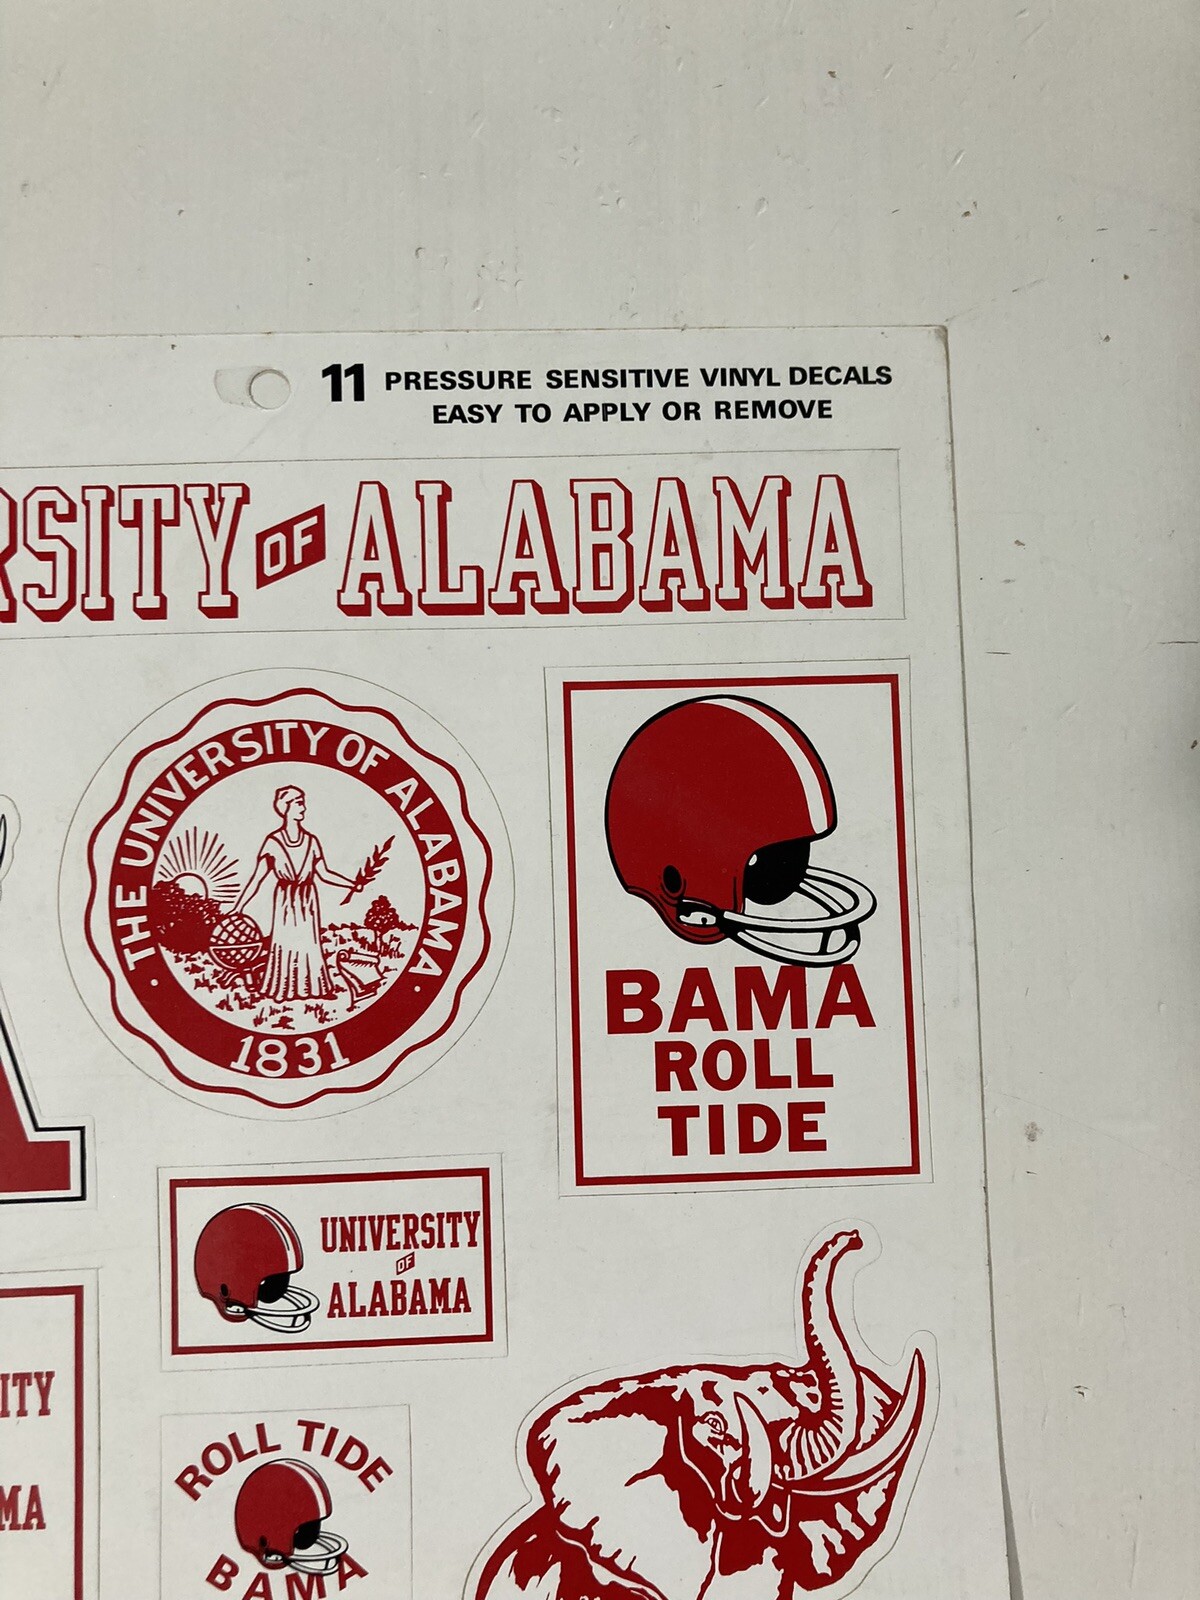 11 PRESSURE SENSITIVE VINYL DECALS
EASY TO APPLY OR REMOVE
RSITY OF ALABAMA
THE UNIVERSITY OF ALABAMA
1831
BAMA
ROLL
TIDE
UNIVERSITY
OF
ALABAMA
ITY
MA
ROLL TIDE
BAMA